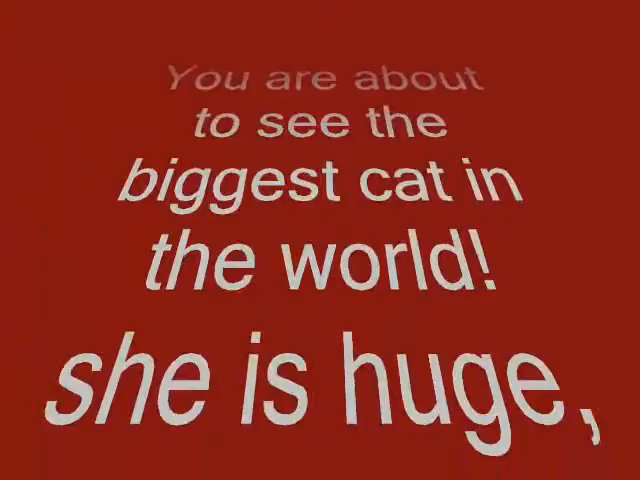 You are about
to see the
biggest cat in
the world!
she is huge,